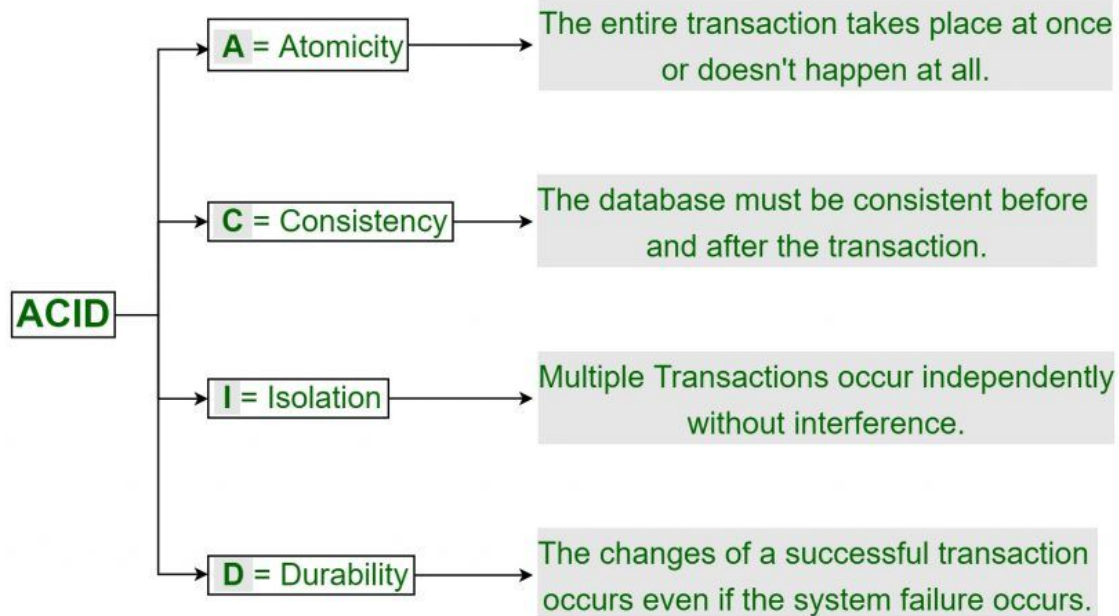 A = Atomicity
The entire transaction takes place at once
or doesn't happen at all.
C = Consistency
The database must be consistent before
and after the transaction.
ACID
I = Isolation
Multiple Transactions occur independently
without interference.
D = Durability
The changes of a successful transaction
occurs even if the system failure occurs.